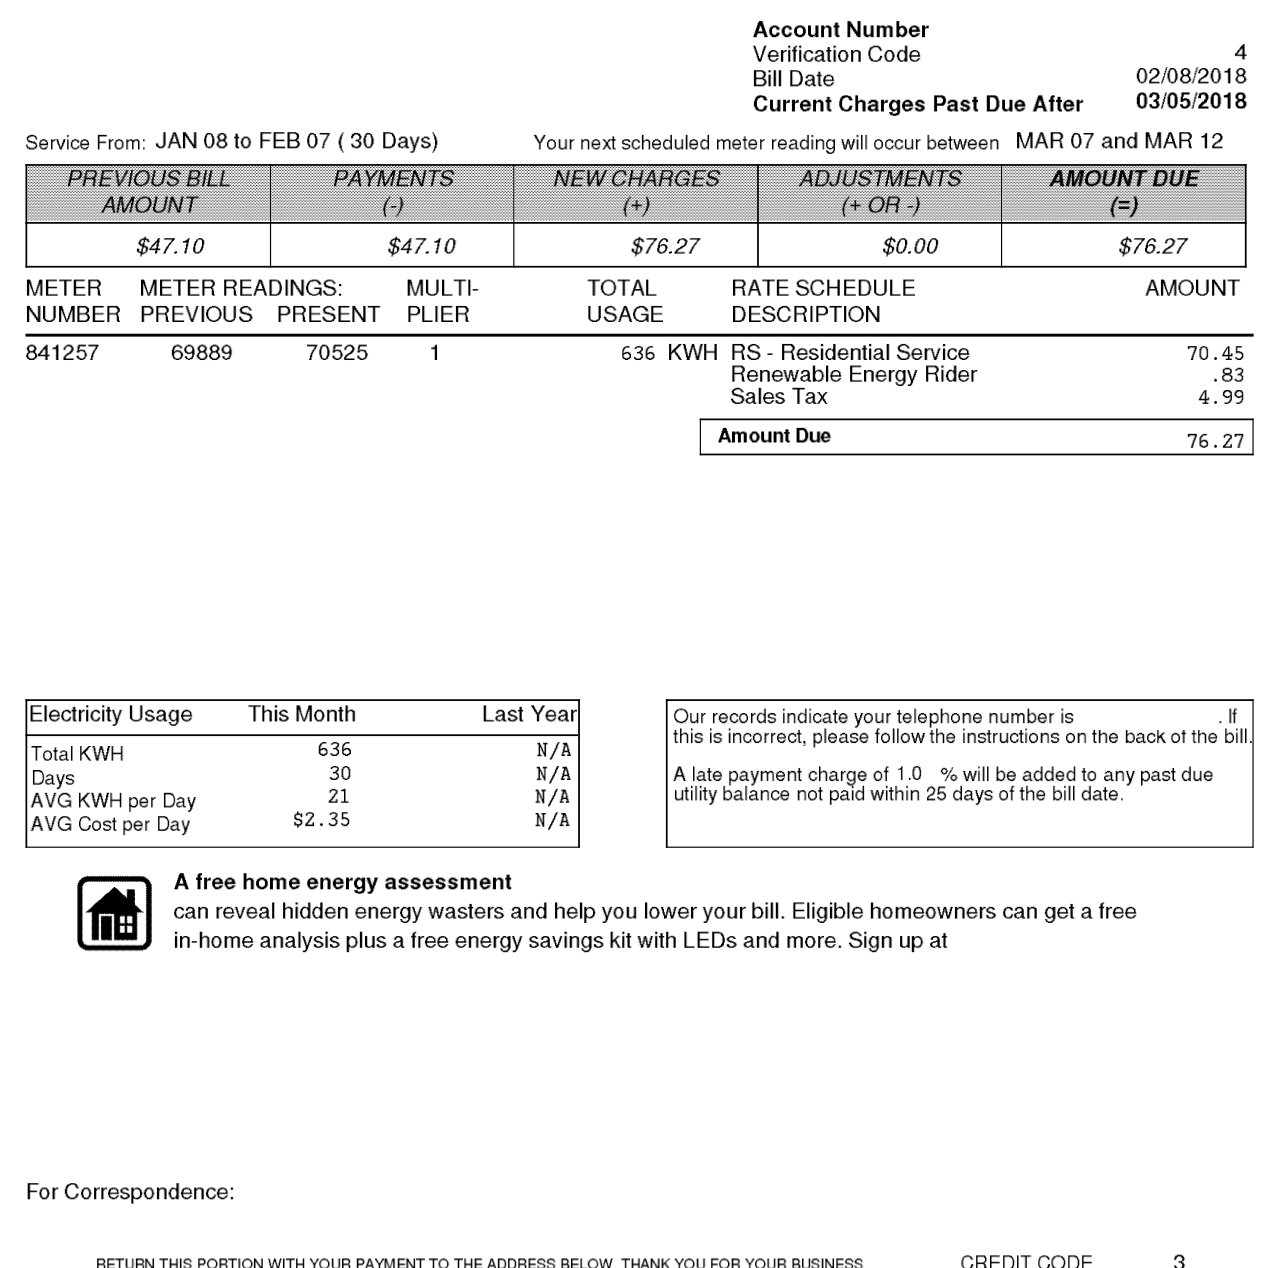 Account Number
Verification Code 4
Bill Date 02/08/2018
Current Charges Past Due After 03/05/2018
Service From: JAN 08 to FEB 07 ( 30 Days) Your next scheduled meter reading will occur between MAR 07 and MAR 12
PREVIOUS BILL PAYMENTS NEW CHARGES ADJUSTMENTS AMOUNT DUE
AMOUNT (-) (+) (+ OR -) (=)
$47.10 $47.10 $76.27 $0.00 $76.27
METER METER READINGS: MULTI- TOTAL RATE SCHEDULE AMOUNT
NUMBER PREVIOUS PRESENT PLIER USAGE DESCRIPTION
841257 69889 70525 1 636 KWH RS - Residential Service 70.45
Renewable Energy Rider .83
Sales Tax 4.99
Amount Due 76.27
Electricity Usage This Month Last Year
Total KWH 636 N/A
Days 30 N/A
AVG KWH per Day 21 N/A
AVG Cost per Day $2.35 N/A
Our records indicate your telephone number is . If
this is incorrect, please follow the instructions on the back of the bill.
A late payment charge of 1.0 % will be added to any past due
utility balance not paid within 25 days of the bill date.
A free home energy assessment
can reveal hidden energy wasters and help you lower your bill. Eligible homeowners can get a free
in-home analysis plus a free energy savings kit with LEDs and more. Sign up at
For Correspondence:
RETURN THIS PORTION WITH YOUR PAYMENT TO THE ADDRESS BELOW. THANK YOU FOR YOUR BUSINESS CREDIT CODE 3